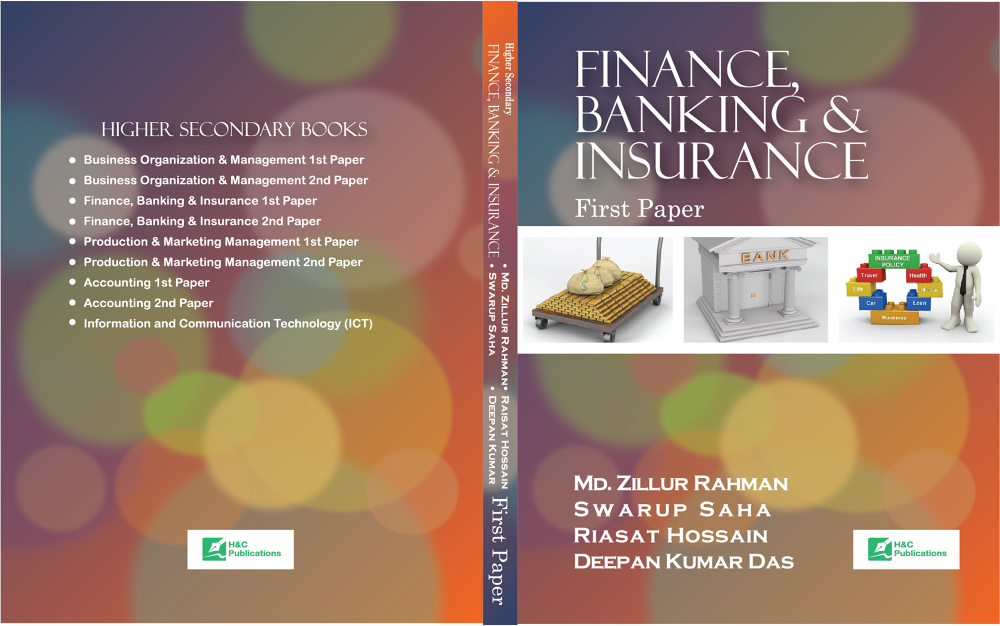 HIGHER SECONDARY BOOKS
Business Organization & Management 1st Paper
Business Organization & Management 2nd Paper
Finance, Banking & Insurance 1st Paper
Finance, Banking & Insurance 2nd Paper
Production & Marketing Management 1st Paper
Production & Marketing Management 2nd Paper
Accounting 1st Paper
Accounting 2nd Paper
Information and Communication Technology (ICT)
H&C
Publications
Higher Secondary
FINANCE, BANKING & INSURANCE
• MD. ZILLUR RAHMAN • RAISAT HOSSAIN
• SWARUP SAHA • DEEPAN KUMAR
First Paper
FINANCE,
BANKING &
INSURANCE
First Paper
$
BANK
INSURANCE
POLICY
Travel Health
Life Home
Car Loan
Business
MD. ZILLUR RAHMAN
SWARUP SAHA
RIASAT HOSSAIN
DEEPAN KUMAR DAS
H&C
Publications